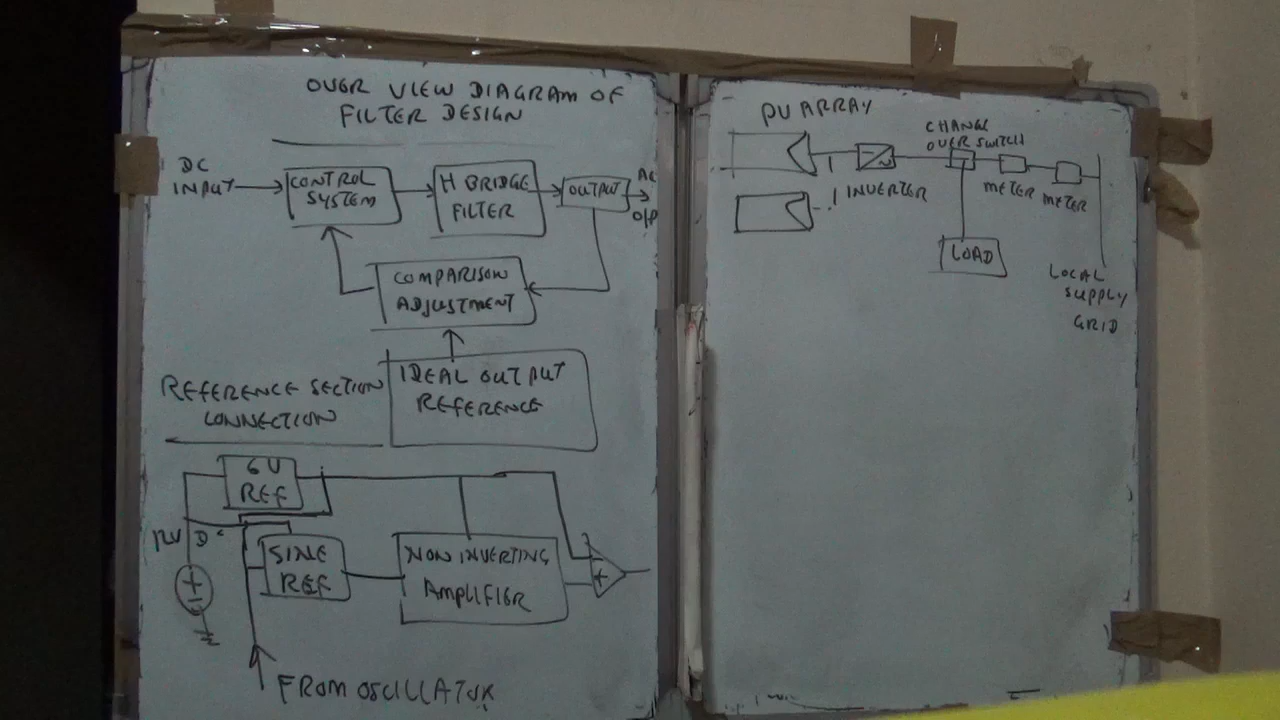 OVER VIEW DIAGRAM OF
FILTER DESIGN
DC
INPUT
CONTROL
SYSTEM
H BRIDGE
FILTER
OUTPUT
AC
O/P
COMPARISON
ADJUSTMENT
IDEAL OUTPUT
REFERENCE
REFERENCE SECTION
CONNECTION
6V
REF
12V DC
SINE
REF
NON INVERTING
AMPLIFIER
FROM OSCILLATOR
PV ARRAY
CHANGE
OVER SWITCH
INVERTER
METER
METER
LOAD
LOCAL
SUPPLY
GRID